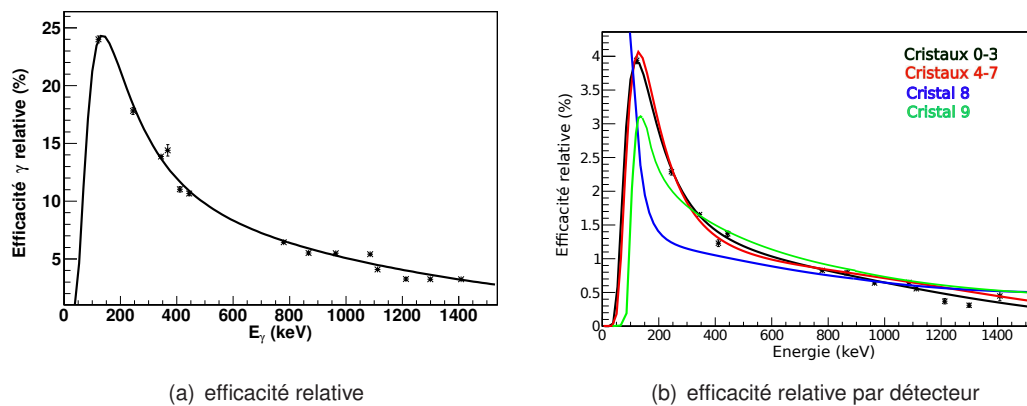 Efficacité γ relative (%)
25
20
15
10
5
0 200 400 600 800 1000 1200 1400
Eγ (keV)
(a) efficacité relative
Efficacité relative (%)
4
3.5
3
2.5
2
1.5
1
0.5
0
0 200 400 600 800 1000 1200 1400
Energie (keV)
Cristaux 0-3
Cristaux 4-7
Cristal 8
Cristal 9
(b) efficacité relative par détecteur